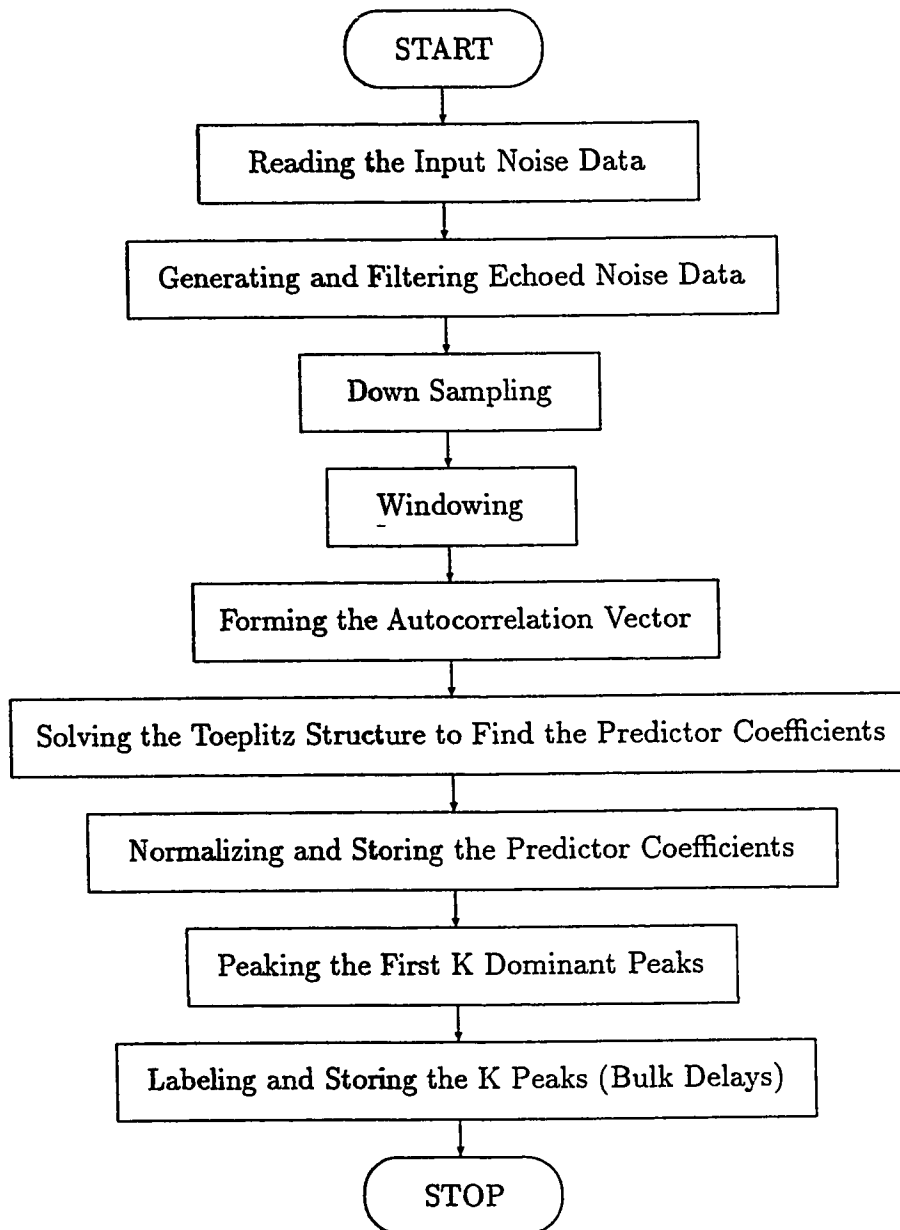 START
Reading the Input Noise Data
Generating and Filtering Echoed Noise Data
Down Sampling
Windowing
Forming the Autocorrelation Vector
Solving the Toeplitz Structure to Find the Predictor Coefficients
Normalizing and Storing the Predictor Coefficients
Peaking the First K Dominant Peaks
Labeling and Storing the K Peaks (Bulk Delays)
STOP